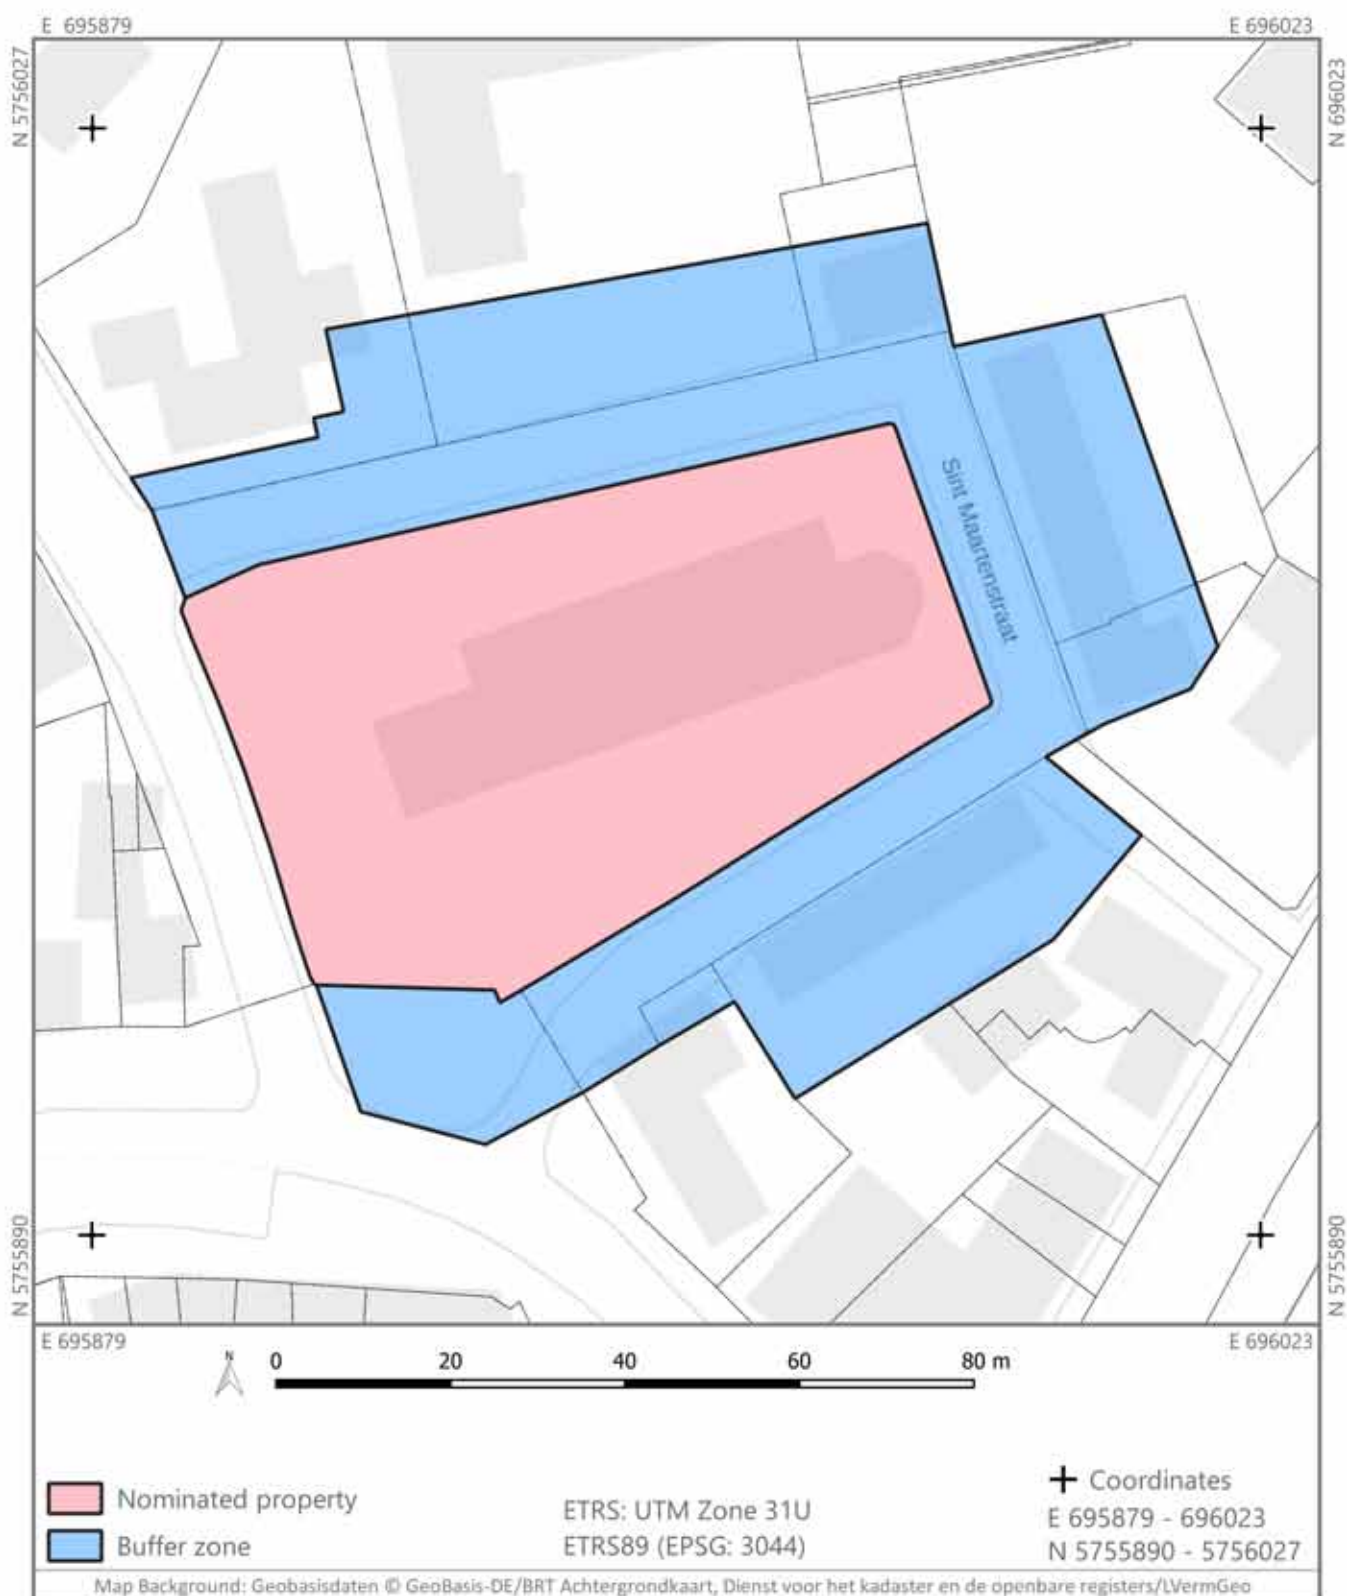 E 695879
E 696023
N 5756027
N 696023
Sint Maartenstraat
N 5755890
N 5755890
E 695879
E 696023
N
0 20 40 60 80 m
Nominated property
Buffer zone
ETRS: UTM Zone 31U
ETRS89 (EPSG: 3044)
Coordinates
E 695879 - 696023
N 5755890 - 5756027
Map Background: Geobasisdaten © GeoBasis-DE/BRT Achtergrondkaart, Dienst voor het kadaster en de openbare registers/LVermGeo